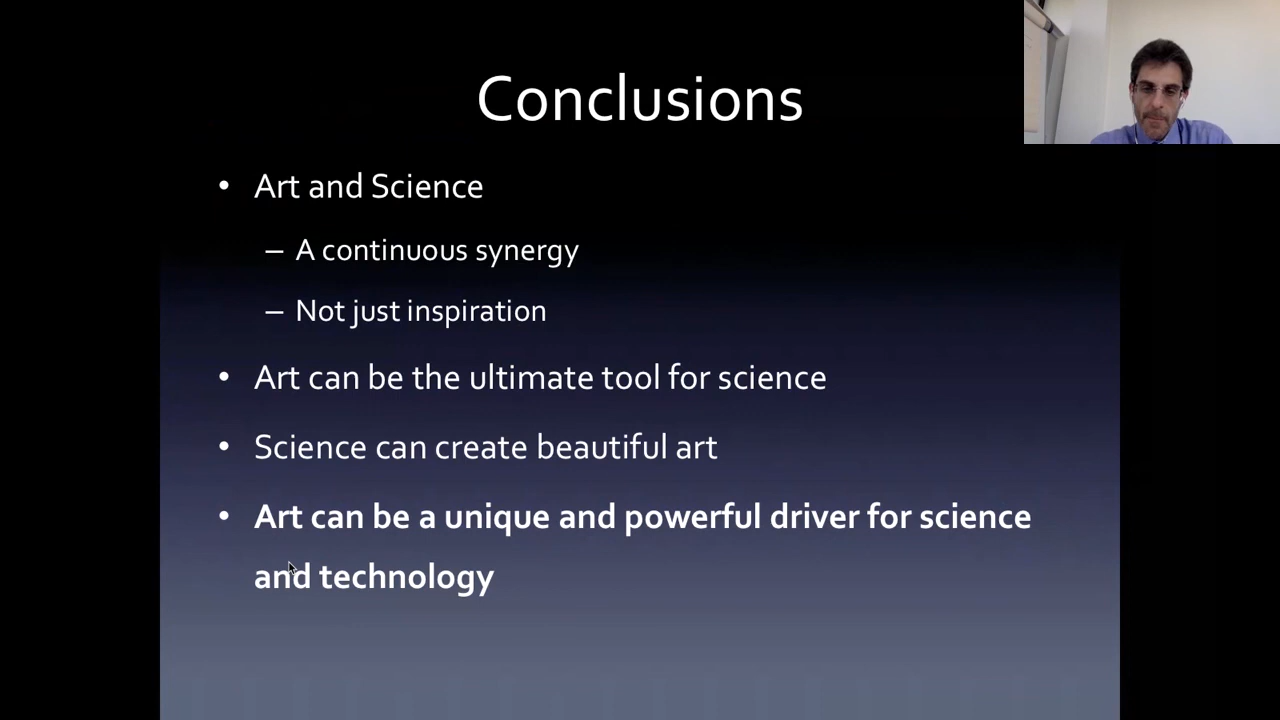 Conclusions
• Art and Science
– A continuous synergy
– Not just inspiration
• Art can be the ultimate tool for science
• Science can create beautiful art
• Art can be a unique and powerful driver for science
and technology